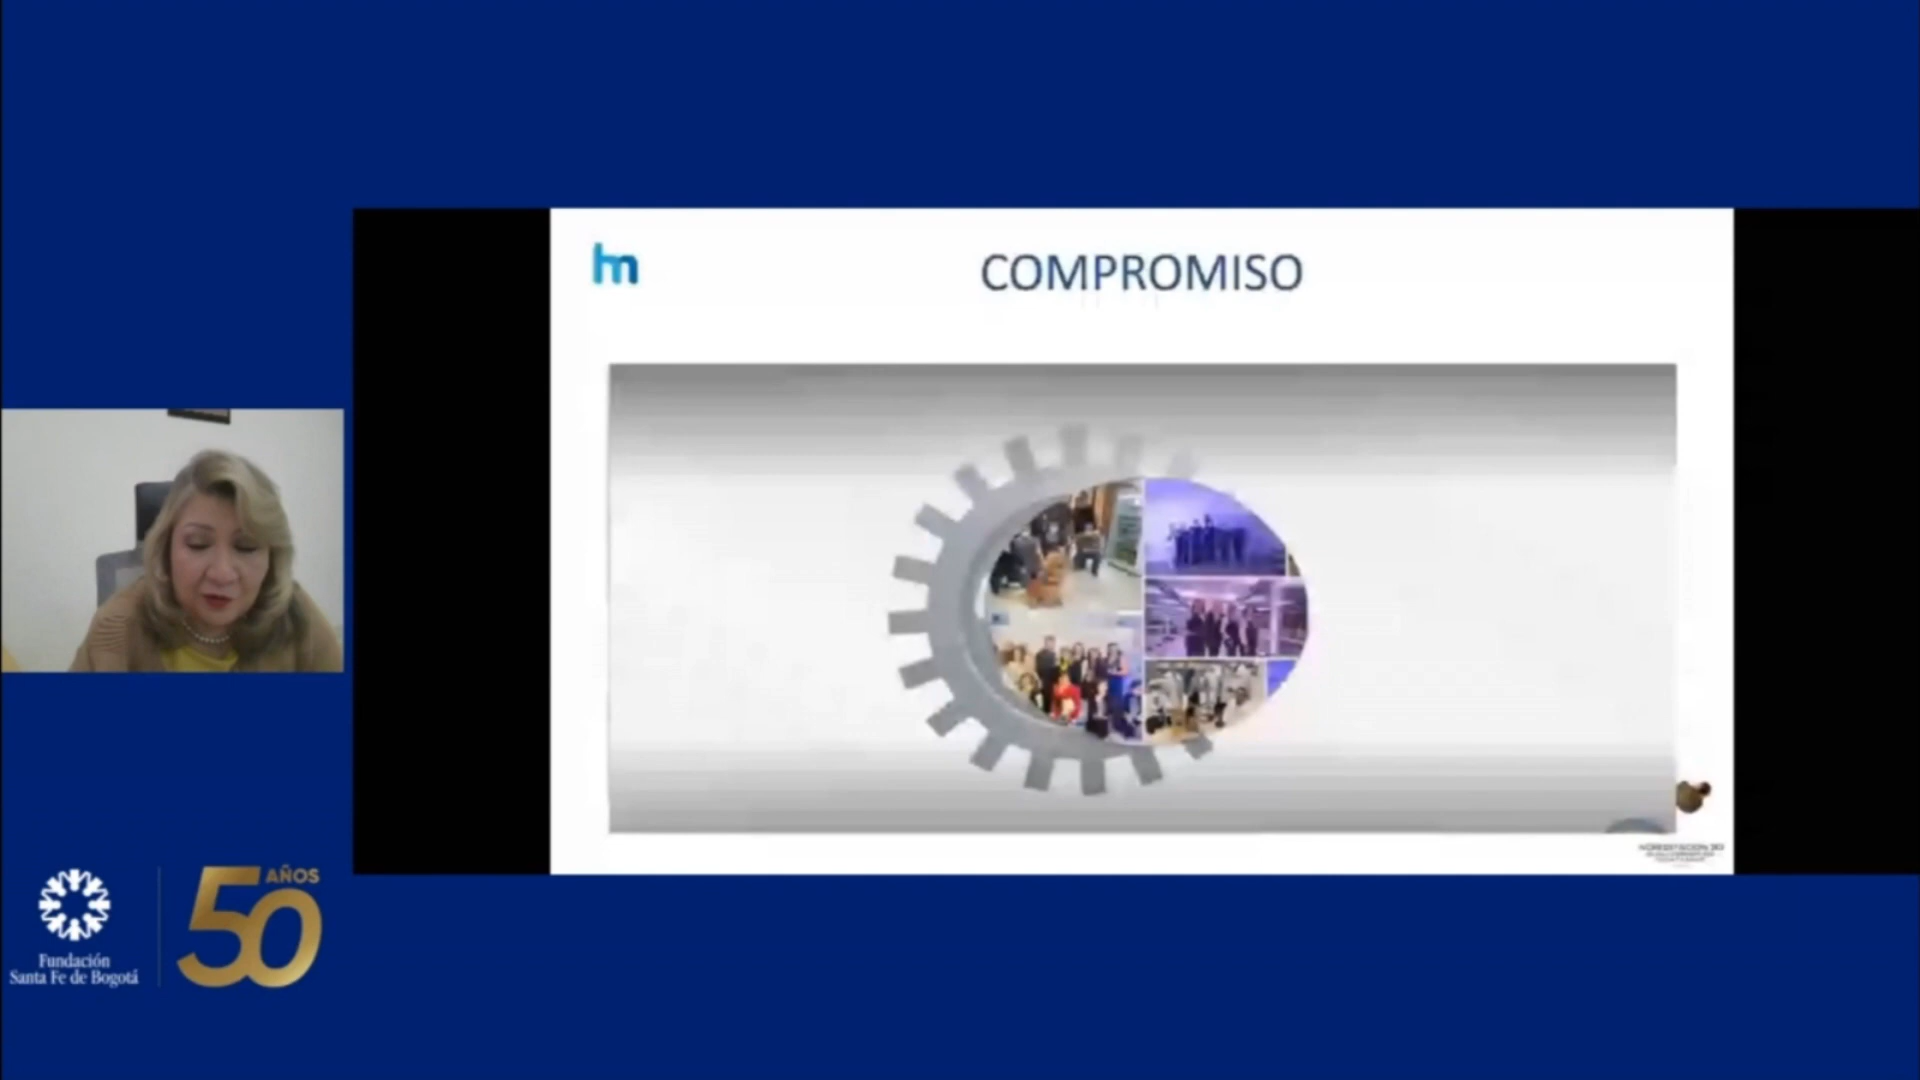 hm
COMPROMISO
AÑOS
50
Fundación
Santa Fe de Bogotá